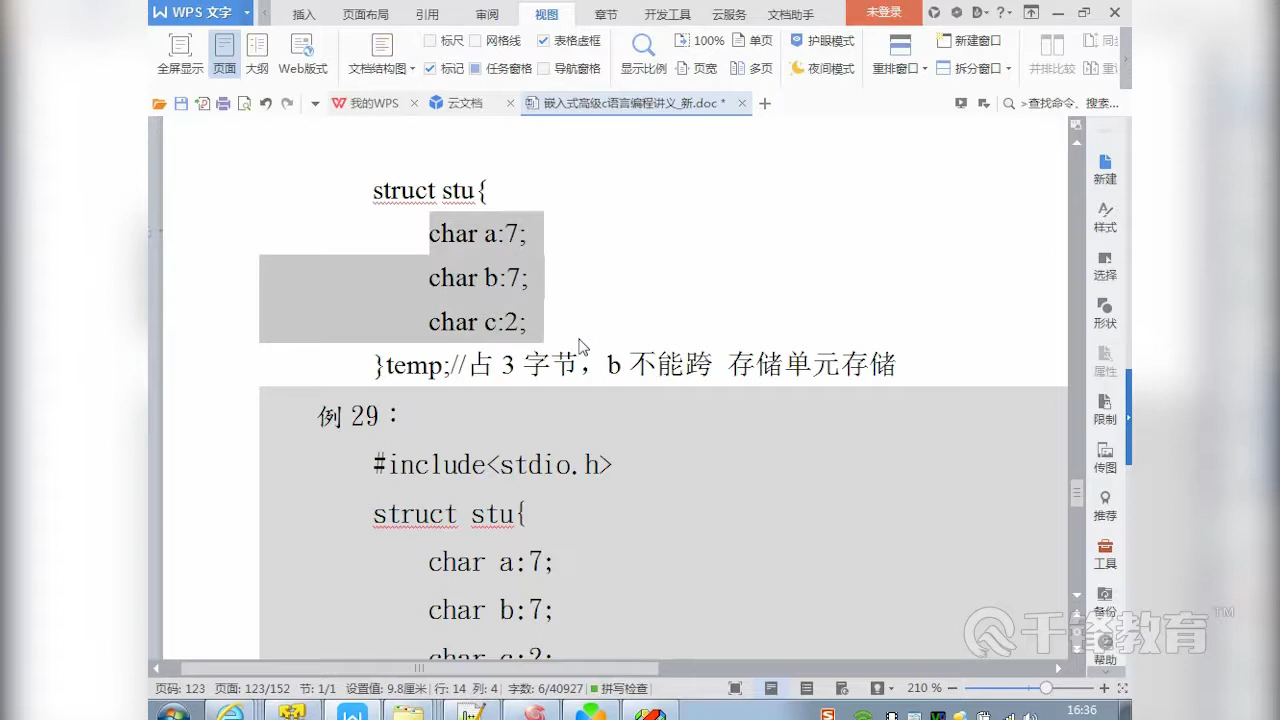 WPS 文字
插入 页面布局 引用 审阅 视图 章节 开发工具 云服务 文档助手 未登录
标尺 网格线 表格虚框 100% 单页 护眼模式 新建窗口
全屏显示 页面 大纲 Web版式 文档结构图 标记 任务窗格 导航窗格 显示比例 页宽 多页 夜间模式 重排窗口 拆分窗口 并排比较
我的WPS 云文档 嵌入式高级c语言编程讲义_新.doc * >查找命令、搜索...
struct stu{
char a:7;
char b:7;
char c:2;
}temp;//占 3 字节，b 不能跨 存储单元存储
例 29：
#include<stdio.h>
struct stu{
char a:7;
char b:7;
char c:2;
新建
样式
选择
形状
属性
限制
传图
推荐
工具
备份
帮助
千锋教育 TM
页码: 123 页面: 123/152 节: 1/1 设置值: 9.8厘米 行: 14 列: 4 字数: 6/40927 拼写检查 210 %
16:36